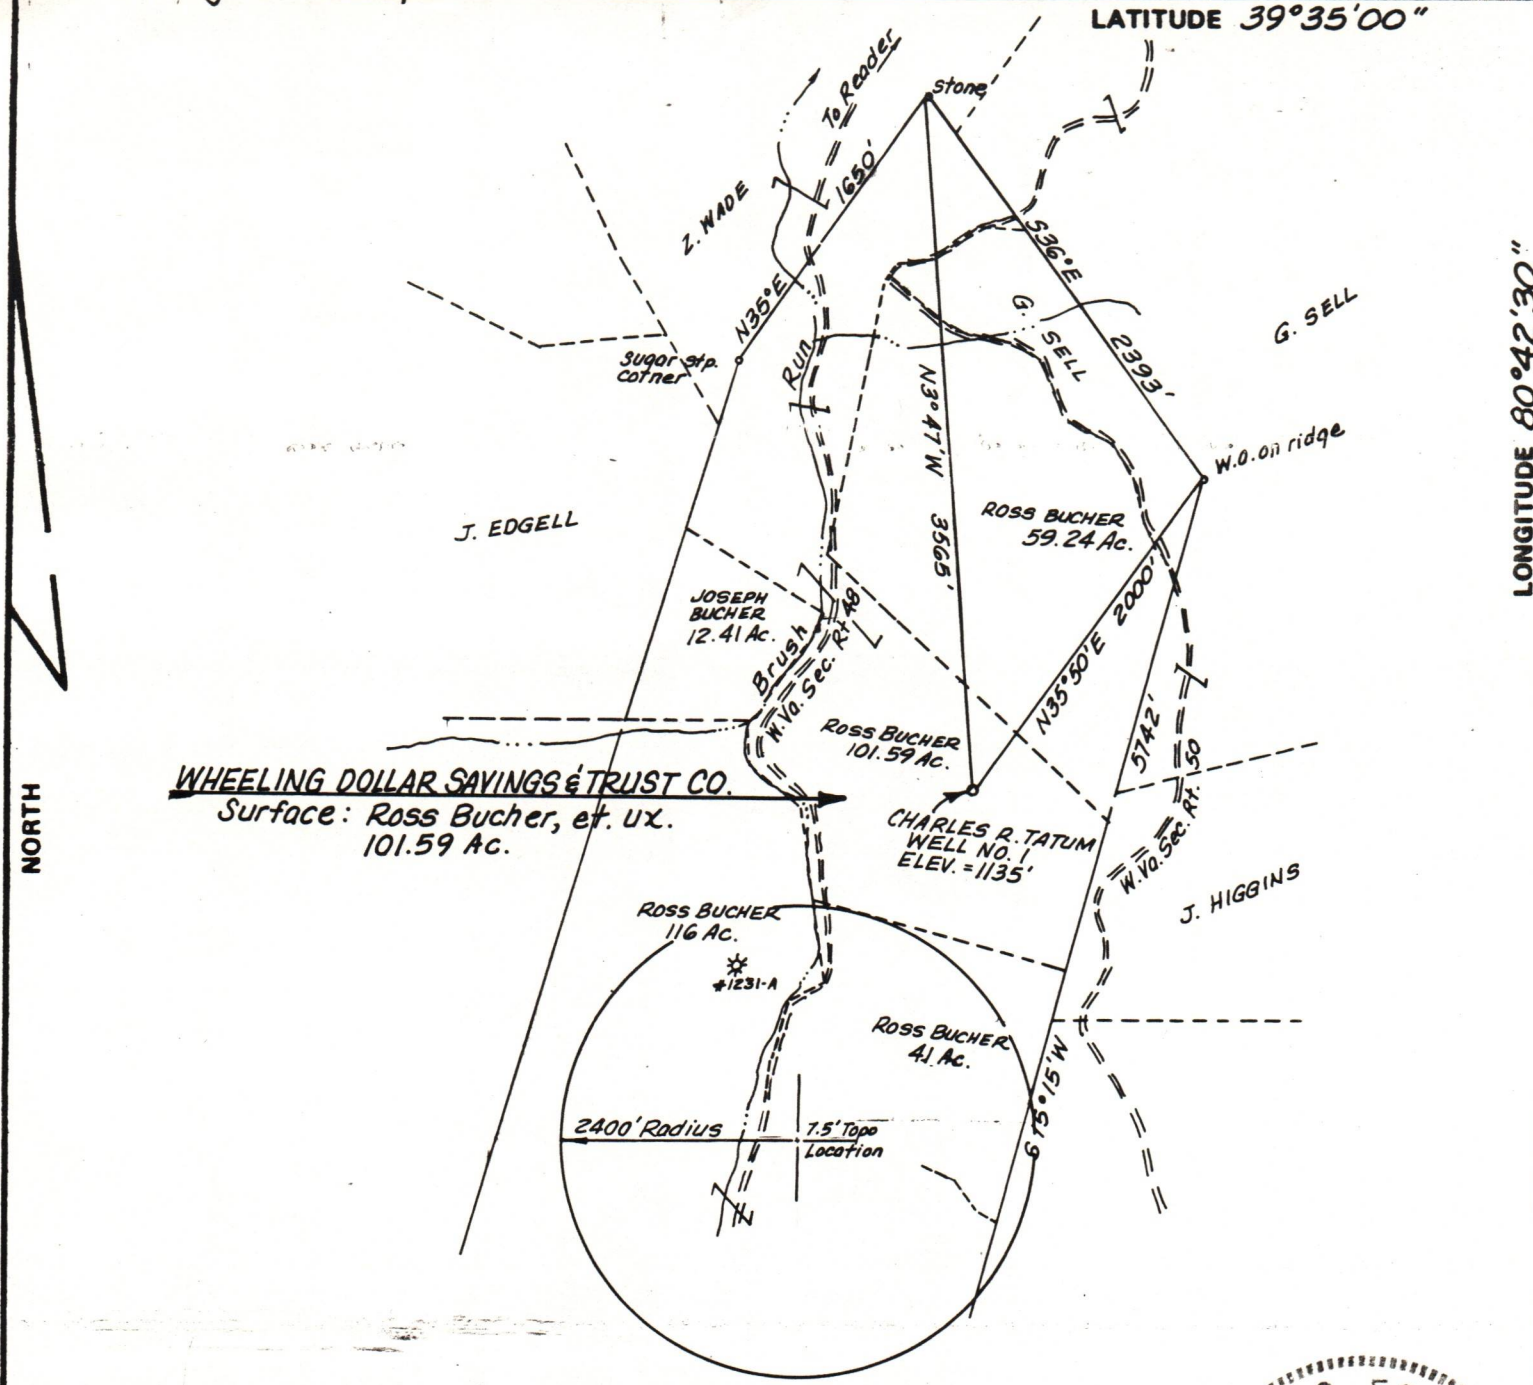 LATITUDE 39°35'00"
To Reader
stone
1650'
Z. WADE
S36°E
G. SELL
G. SELL
LONGITUDE 80°42'30"
N35°E
2393'
Sugar stp.
corner
Run
N3°47'W 3565'
W.O. on ridge
J. EDGELL
ROSS BUCHER
59.24 Ac.
JOSEPH
BUCHER
12.41 Ac.
Brush
W.Va. Sec. Rt 48
N35°50'E 2000'
ROSS BUCHER
101.59 Ac.
5742'
W.Va. Sec. Rt. 50
NORTH
WHEELING DOLLAR SAVINGS & TRUST CO.
Surface: Ross Bucher, et. ux.
101.59 Ac.
CHARLES R. TATUM
WELL NO. 1
ELEV. = 1135'
J. HIGGINS
ROSS BUCHER
116 Ac.
#1231-A
ROSS BUCHER
41 Ac.
S 15°15'W
2400' Radius
7.5' Topo
Location